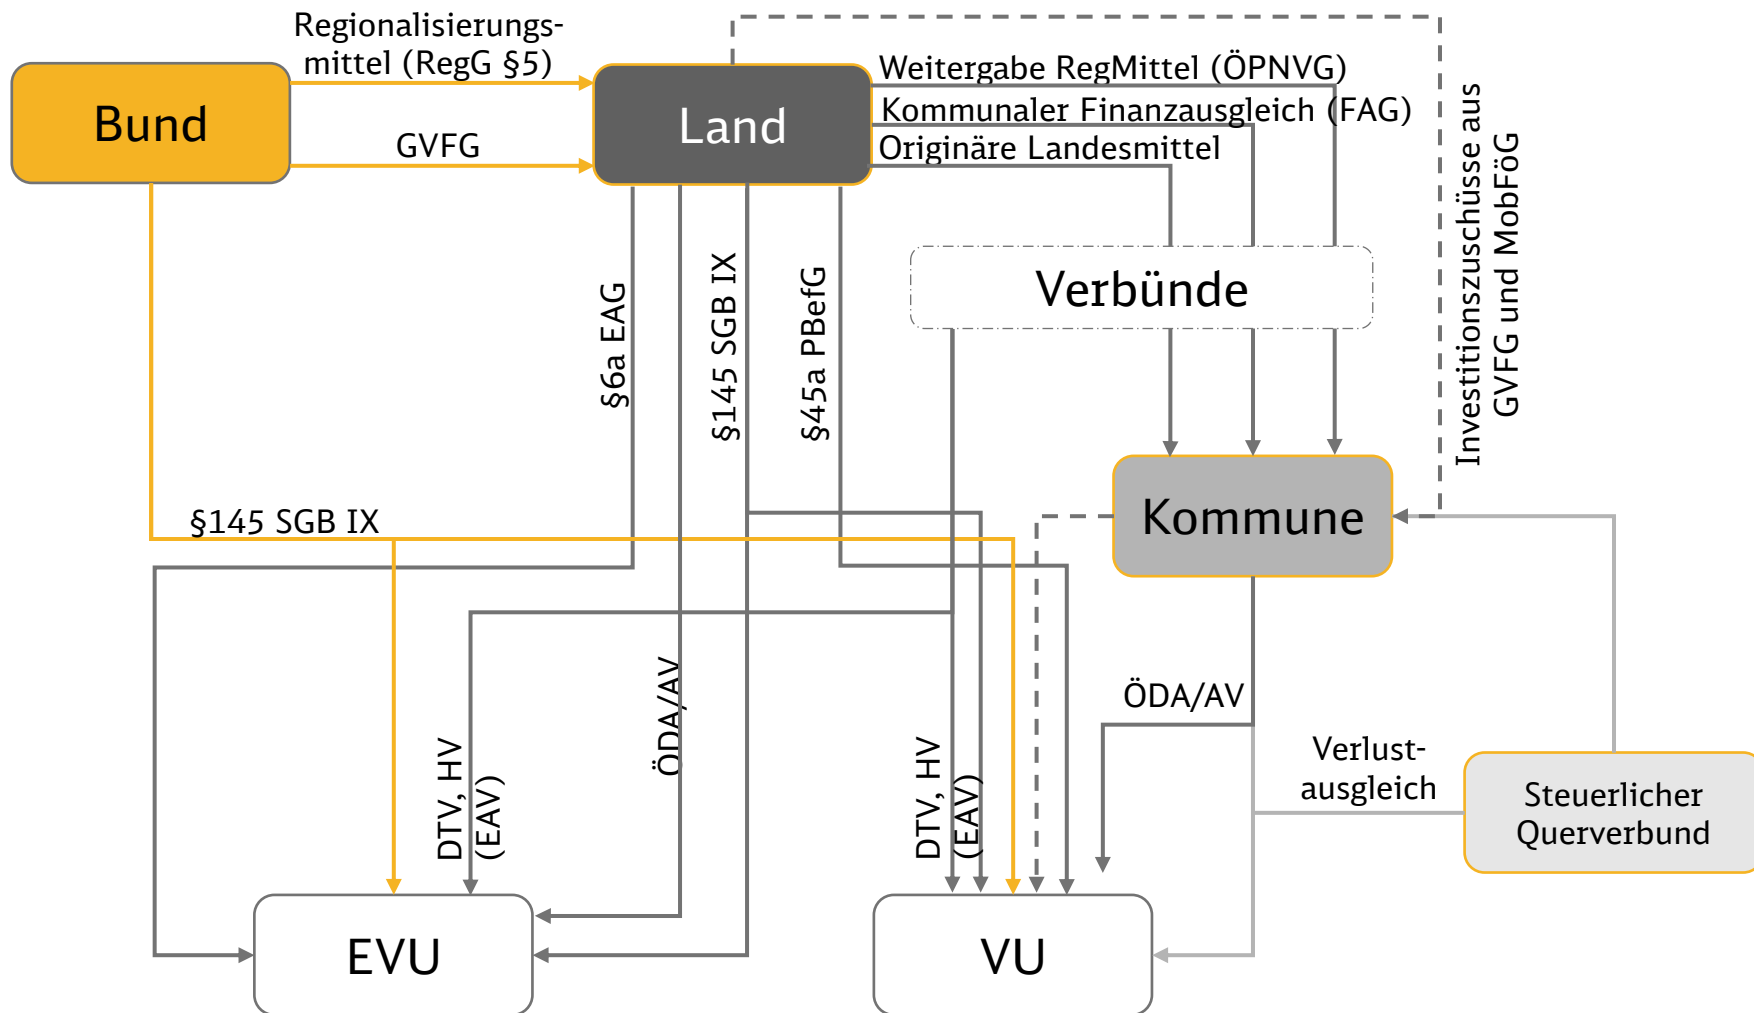 Regionalisierungs-
mittel (RegG §5)
Bund
GVFG
Land
Weitergabe RegMittel (ÖPNVG)
Kommunaler Finanzausgleich (FAG)
Originäre Landesmittel
Investitionszuschüsse aus
GVFG und MobFöG
Verbünde
§6a EAG
§145 SGB IX
§45a PBefG
Kommune
§145 SGB IX
ÖDA/AV
DTV, HV
(EAV)
ÖDA/AV
DTV, HV
(EAV)
Verlust-
ausgleich
Steuerlicher
Querverbund
EVU
VU